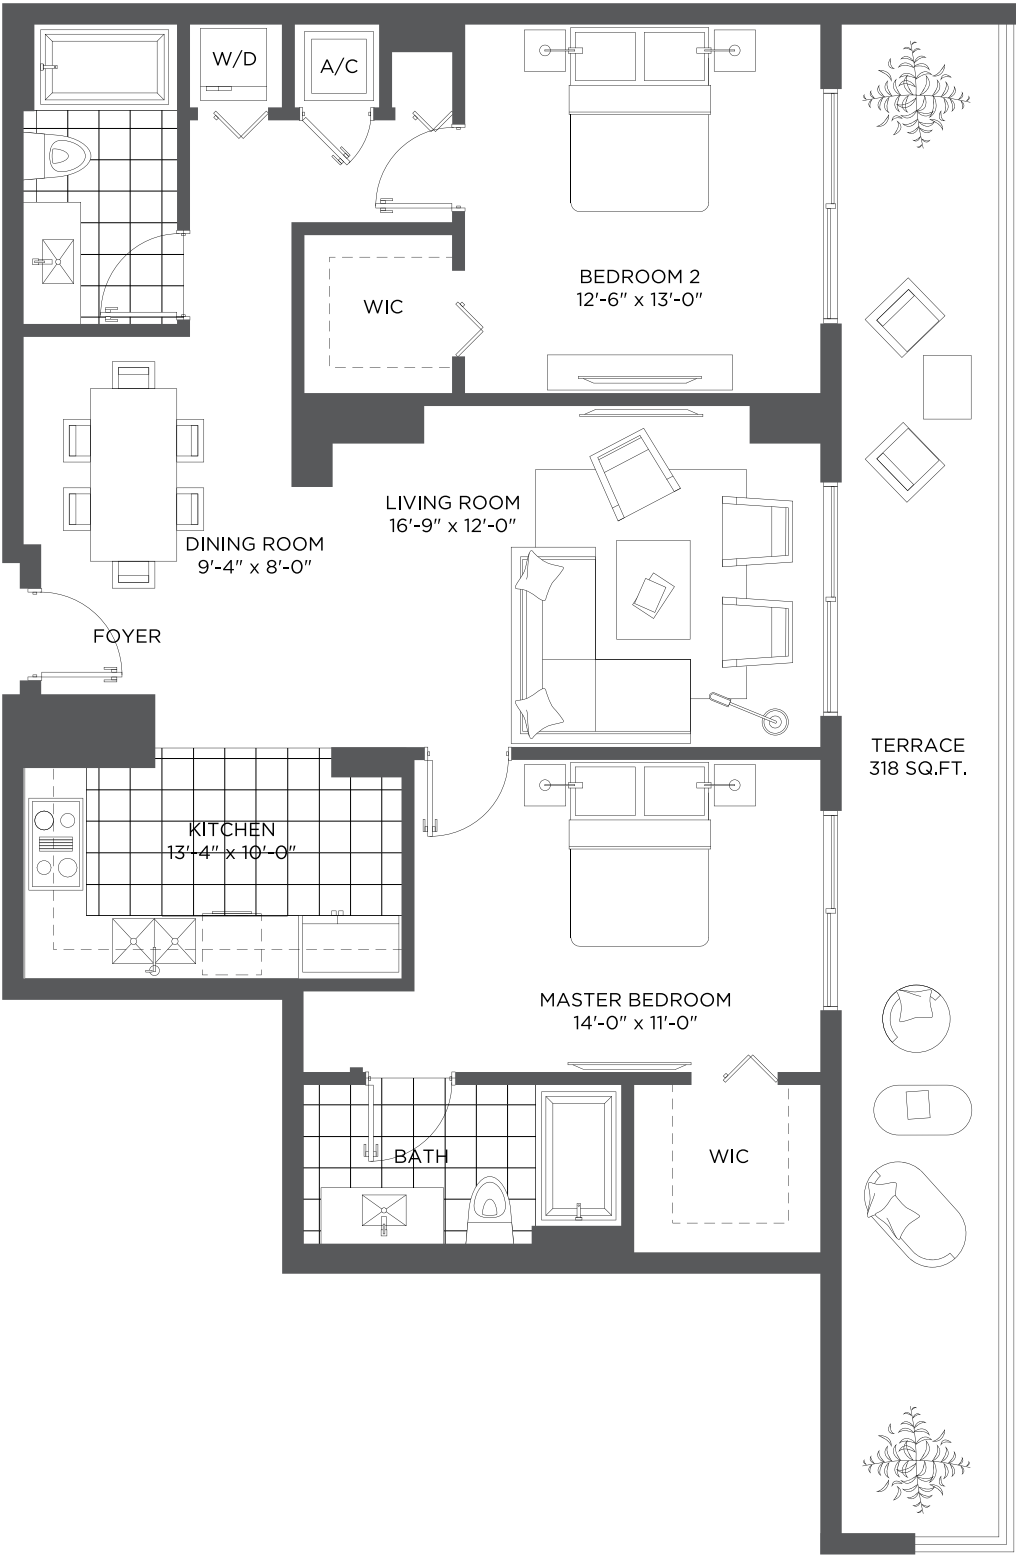 W/D
A/C
BEDROOM 2
12'-6" x 13'-0"
WIC
LIVING ROOM
16'-9" x 12'-0"
DINING ROOM
9'-4" x 8'-0"
FOYER
TERRACE
318 SQ.FT.
KITCHEN
13'-4" x 10'-0"
MASTER BEDROOM
14'-0" x 11'-0"
BATH
WIC